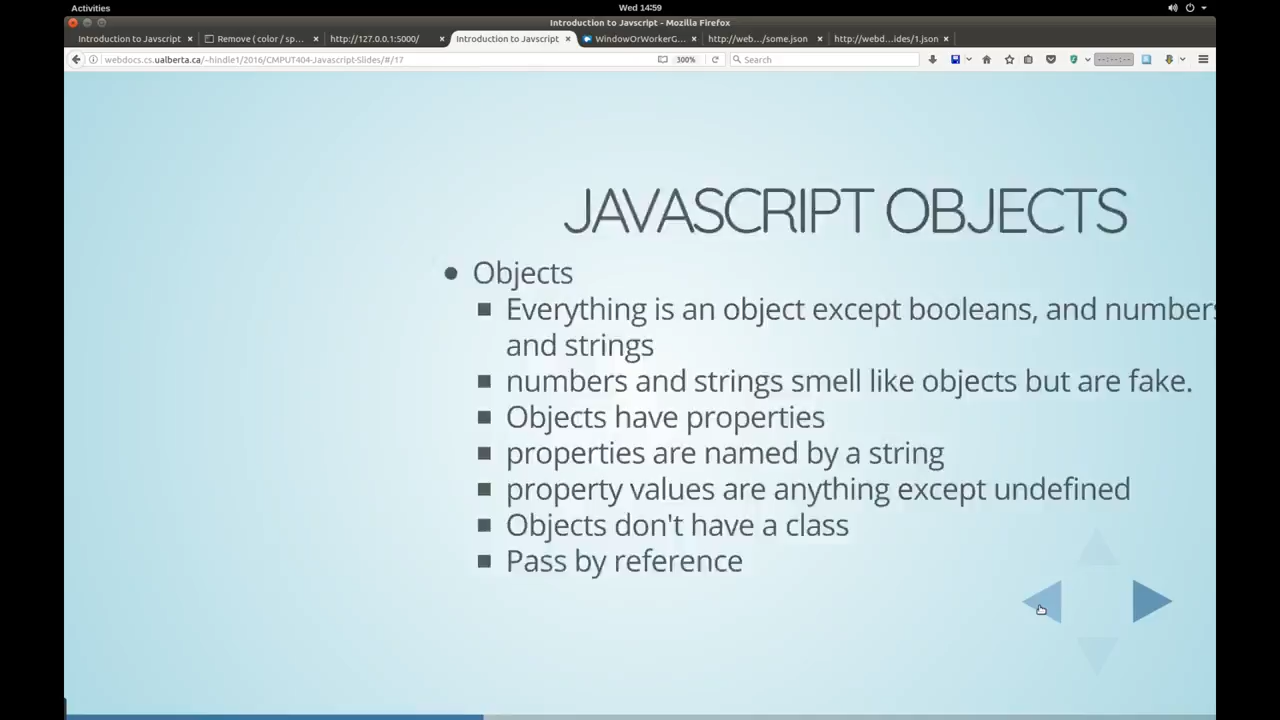 Activities
Wed 14:59
Introduction to Javscript - Mozilla Firefox
Introduction to Javscript × Remove ( color / sp... × http://127.0.0.1:5000/ × Introduction to Javscript × WindowOrWorkerG... × http://web.../some.json × http://webd...ides/1.json ×
webdocs.cs.ualberta.ca/~hindle1/2016/CMPUT404-Javascript-Slides/#/17 300% Search
JAVASCRIPT OBJECTS
• Objects
▪ Everything is an object except booleans, and numbers
and strings
▪ numbers and strings smell like objects but are fake.
▪ Objects have properties
▪ properties are named by a string
▪ property values are anything except undefined
▪ Objects don't have a class
▪ Pass by reference